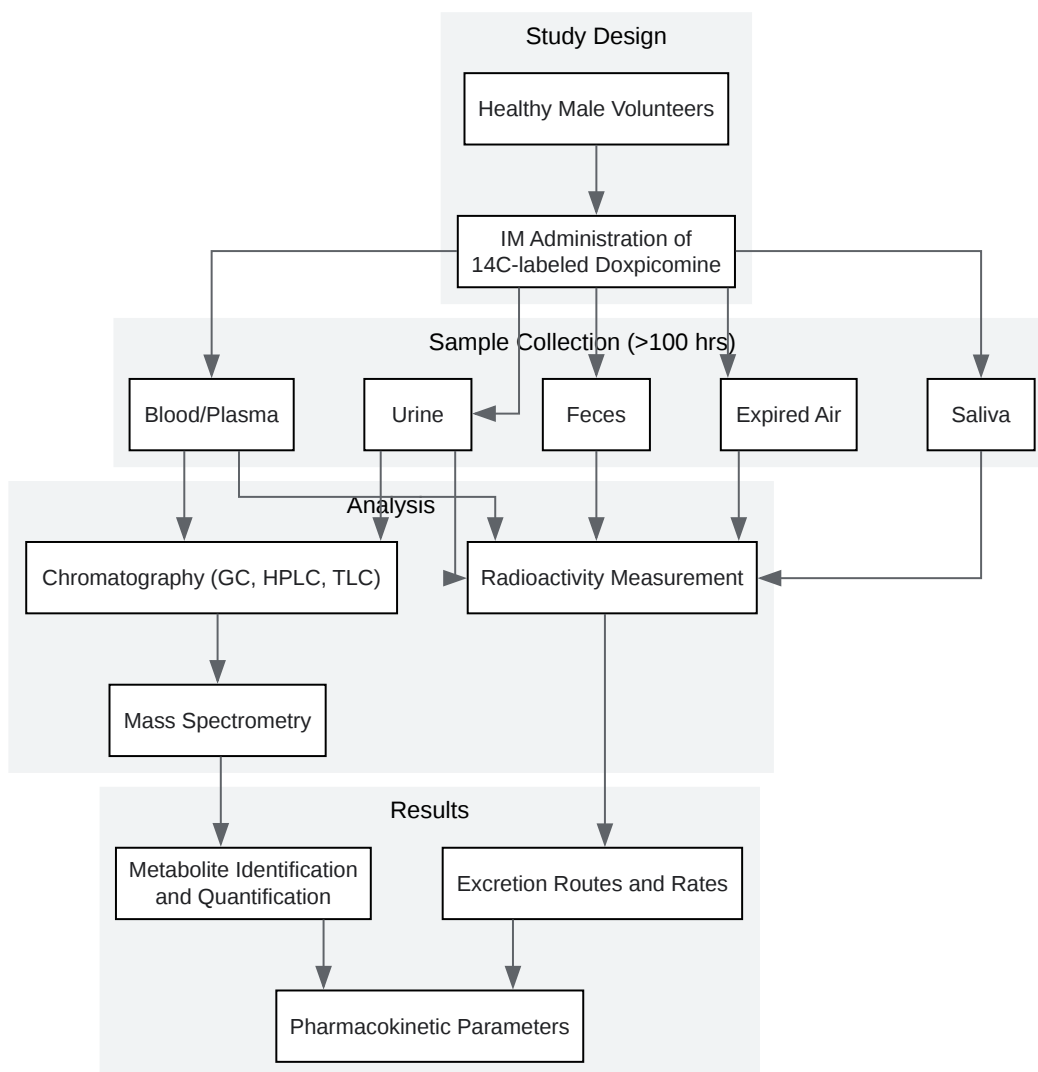 Study Design
Healthy Male Volunteers
IM Administration of
14C-labeled Doxpicomine
Sample Collection (>100 hrs)
Blood/Plasma
Urine
Feces
Expired Air
Saliva
Analysis
Chromatography (GC, HPLC, TLC)
Radioactivity Measurement
Mass Spectrometry
Results
Metabolite Identification
and Quantification
Excretion Routes and Rates
Pharmacokinetic Parameters